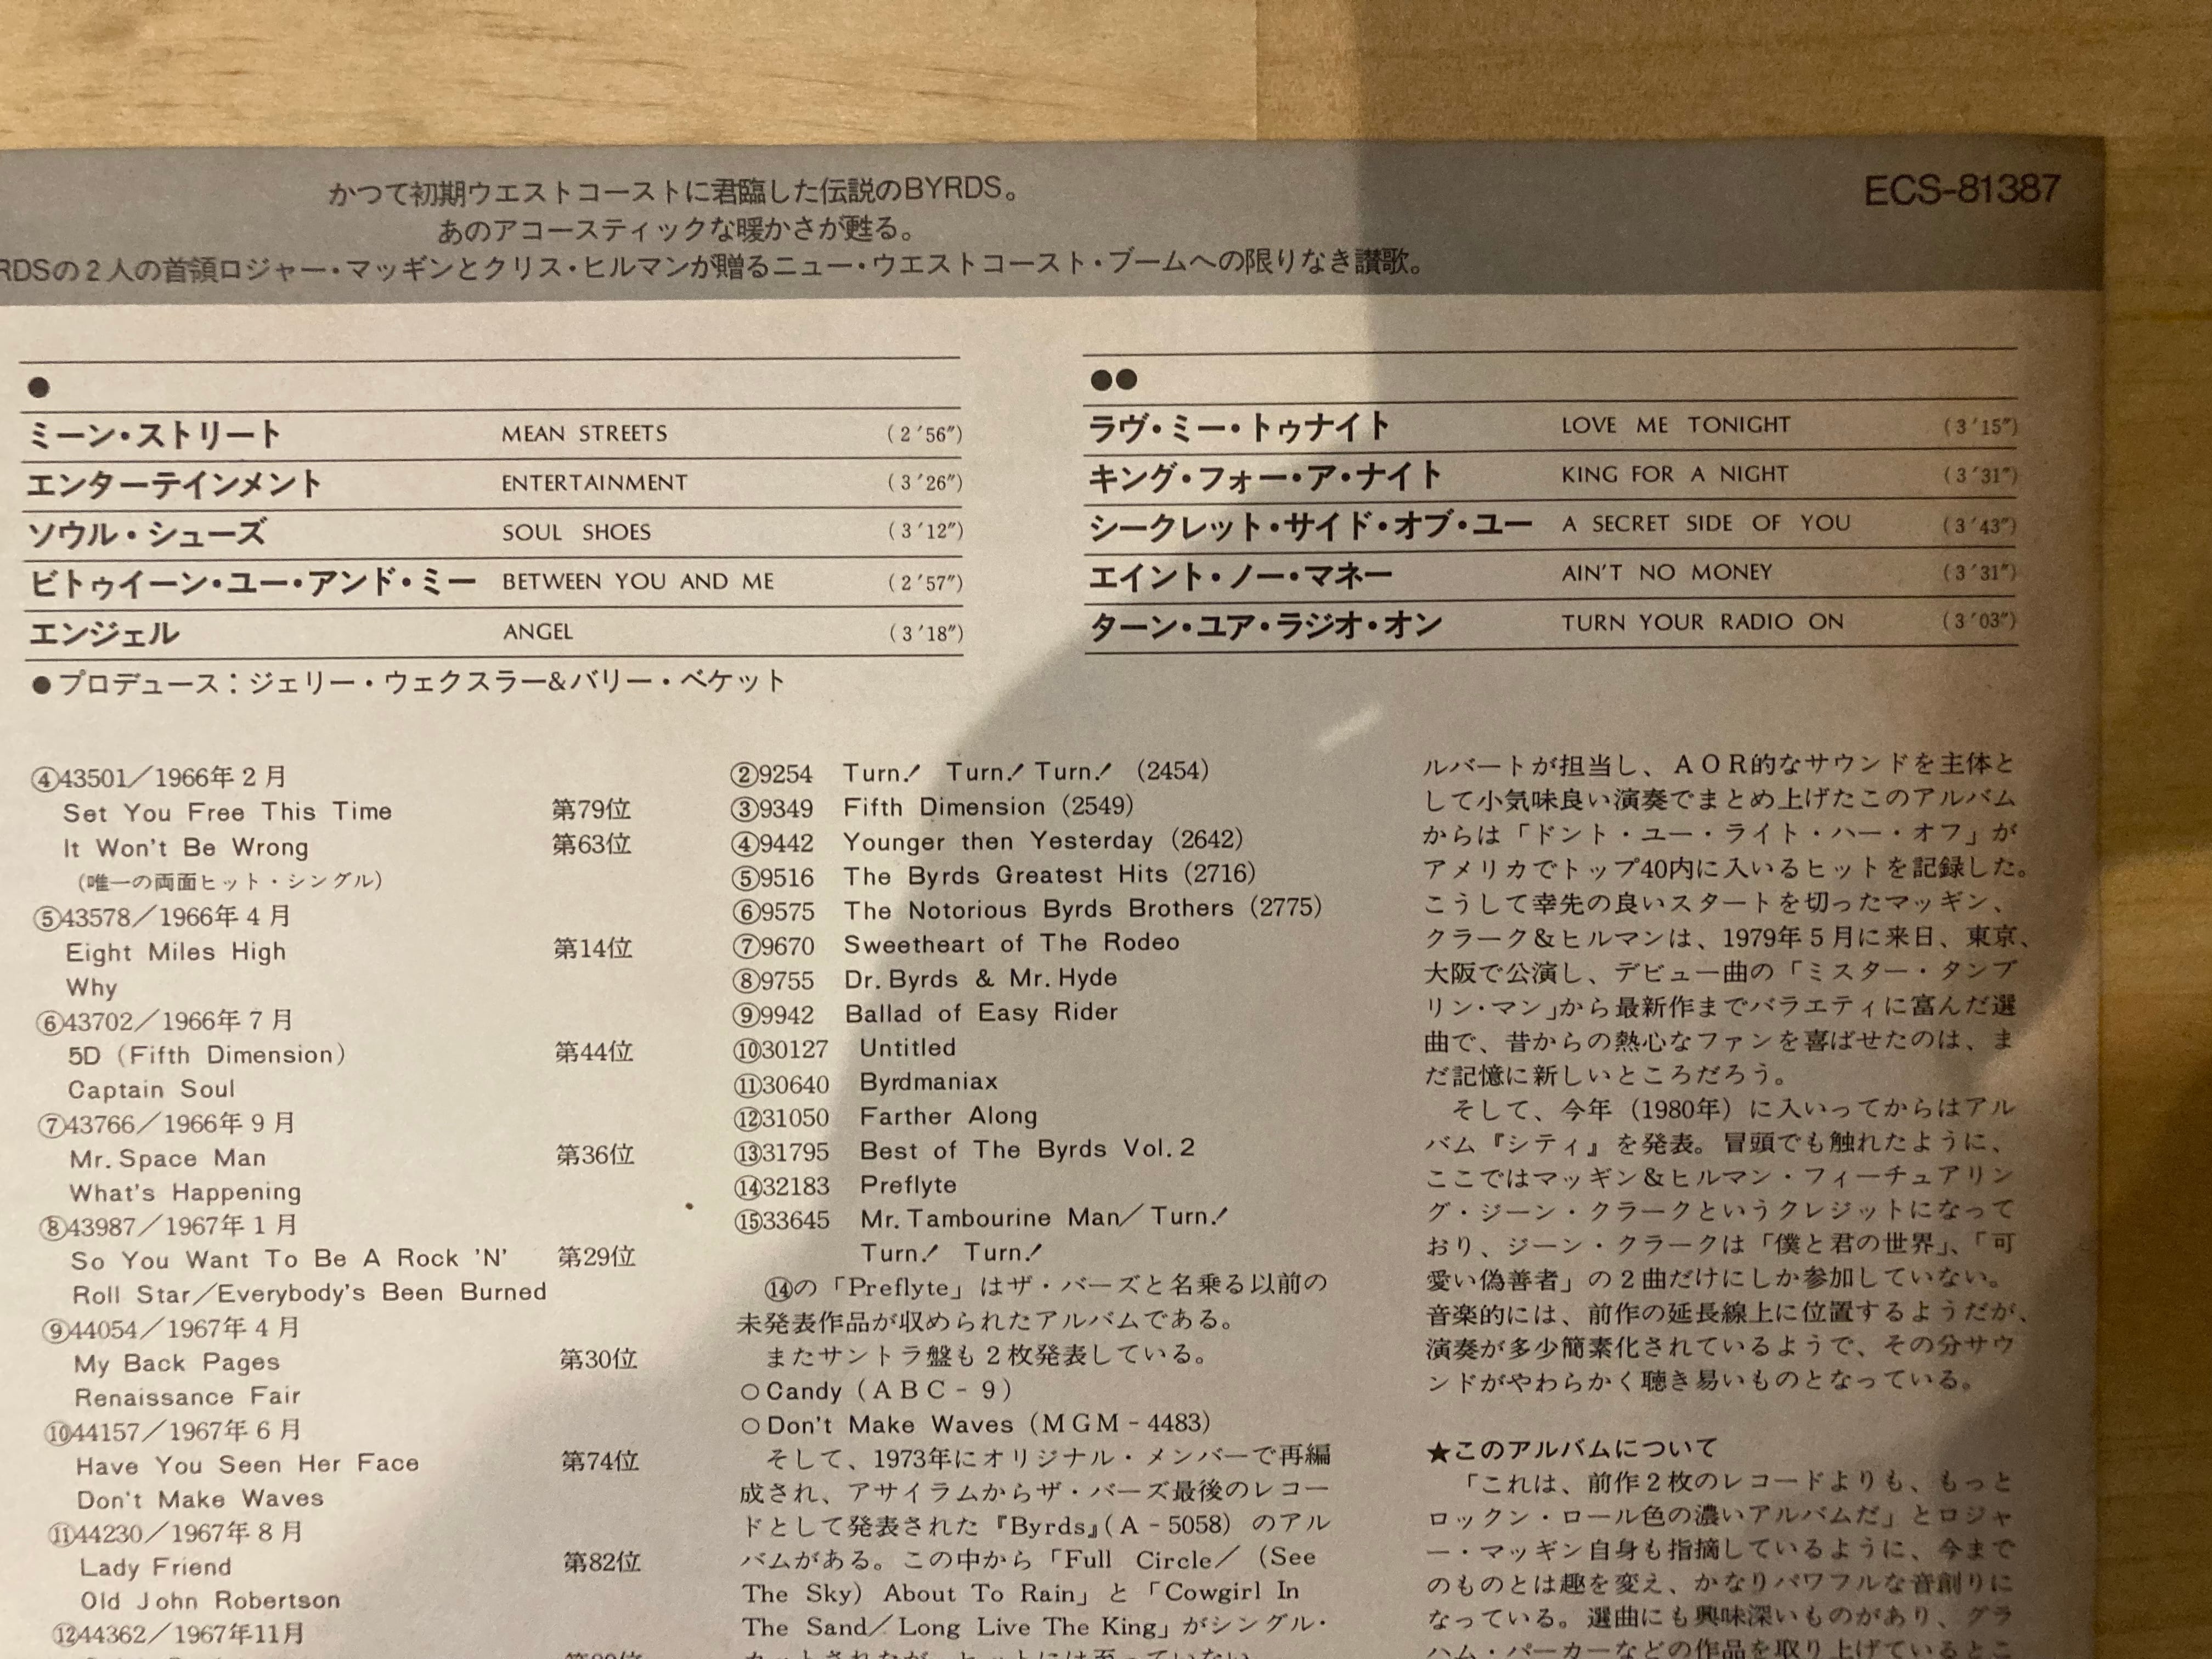 かつて初期ウエストコーストに君臨した伝説のBYRDS。
あのアコースティックな暖かさが甦る。
RDSの2人の首領ロジャー・マッギンとクリス・ヒルマンが贈るニュー・ウエストコースト・ブームへの限りなき讃歌。
ECS-81387
●
ミーン・ストリート MEAN STREETS (2'56")
エンターテインメント ENTERTAINMENT (3'26")
ソウル・シューズ SOUL SHOES (3'12")
ビトゥイーン・ユー・アンド・ミー BETWEEN YOU AND ME (2'57")
エンジェル ANGEL (3'18")
●プロデュース：ジェリー・ウェクスラー&バリー・ベケット
●●
ラヴ・ミー・トゥナイト LOVE ME TONIGHT (3'15")
キング・フォー・ア・ナイト KING FOR A NIGHT (3'31")
シークレット・サイド・オブ・ユー A SECRET SIDE OF YOU (3'43")
エイント・ノー・マネー AIN'T NO MONEY (3'31")
ターン・ユア・ラジオ・オン TURN YOUR RADIO ON (3'03")
④43501／1966年2月
Set You Free This Time 第79位
It Won't Be Wrong 第63位
(唯一の両面ヒット・シングル)
⑤43578／1966年4月
Eight Miles High 第14位
Why
⑥43702／1966年7月
5D (Fifth Dimension) 第44位
Captain Soul
⑦43766／1966年9月
Mr. Space Man 第36位
What's Happening
⑧43987／1967年1月
So You Want To Be A Rock 'N' 第29位
Roll Star／Everybody's Been Burned
⑨44054／1967年4月
My Back Pages 第30位
Renaissance Fair
⑩44157／1967年6月
Have You Seen Her Face 第74位
Don't Make Waves
⑪44230／1967年8月
Lady Friend 第82位
Old John Robertson
⑫44362／1967年11月
②9254 Turn! Turn! Turn! (2454)
③9349 Fifth Dimension (2549)
④9442 Younger then Yesterday (2642)
⑤9516 The Byrds Greatest Hits (2716)
⑥9575 The Notorious Byrds Brothers (2775)
⑦9670 Sweetheart of The Rodeo
⑧9755 Dr. Byrds & Mr. Hyde
⑨9942 Ballad of Easy Rider
⑩30127 Untitled
⑪30640 Byrdmaniax
⑫31050 Farther Along
⑬31795 Best of The Byrds Vol. 2
⑭32183 Preflyte
⑮33645 Mr. Tambourine Man／Turn!
Turn! Turn!
⑭の「Preflyte」はザ・バーズと名乗る以前の
未発表作品が収められたアルバムである。
またサントラ盤も2枚発表している。
○Candy (ABC-9)
○Don't Make Waves (MGM-4483)
そして、1973年にオリジナル・メンバーで再編
成され、アサイラムからザ・バーズ最後のレコー
ドとして発表された『Byrds』(A-5058) のアル
バムがある。この中から「Full Circle／ (See
The Sky) About To Rain」と「Cowgirl In
The Sand／Long Live The King」がシングル・
カットされたが、ヒットには至っていない。
ルバートが担当し、AOR的なサウンドを主体と
して小気味良い演奏でまとめ上げたこのアルバム
からは「ドント・ユー・ライト・ハー・オフ」が
アメリカでトップ40内に入いるヒットを記録した。
こうして幸先の良いスタートを切ったマッギン、
クラーク&ヒルマンは、1979年5月に来日、東京、
大阪で公演し、デビュー曲の「ミスター・タンブ
リン・マン」から最新作までバラエティに富んだ選
曲で、昔からの熱心なファンを喜ばせたのは、ま
だ記憶に新しいところだろう。
そして、今年（1980年）に入いってからはアル
バム『シティ』を発表。冒頭でも触れたように、
ここではマッギン&ヒルマン・フィーチュアリン
グ・ジーン・クラークというクレジットになって
おり、ジーン・クラークは「僕と君の世界」、「可
愛い偽善者」の2曲だけにしか参加していない。
音楽的には、前作の延長線上に位置するようだが、
演奏が多少簡素化されているようで、その分サウ
ンドがやわらかく聴き易いものとなっている。
★このアルバムについて
「これは、前作2枚のレコードよりも、もっと
ロックン・ロール色の濃いアルバムだ」とロジャ
ー・マッギン自身も指摘しているように、今まで
のものとは趣を変え、かなりパワフルな音創りに
なっている。選曲にも興味深いものがあり、グラ
ハム・パーカーなどの作品を取り上げているとこ